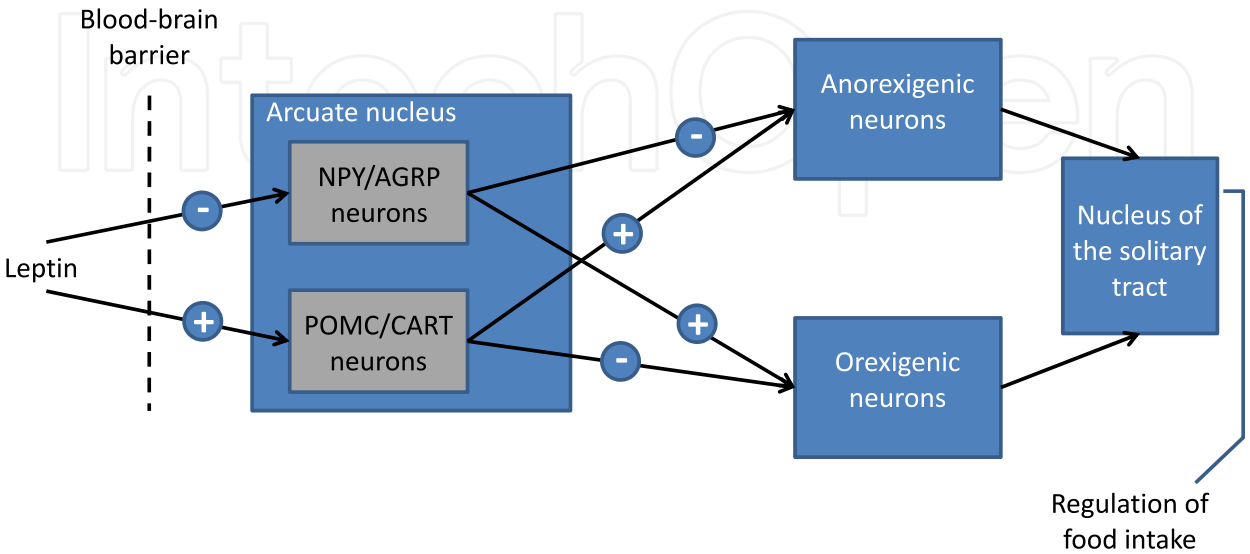 IntechOpen
Blood-brain
barrier
Arcuate nucleus
NPY/AGRP
neurons
-
-
+
Leptin
+
POMC/CART
neurons
+
-
Anorexigenic
neurons
Orexigenic
neurons
Nucleus of
the solitary
tract
Regulation of
food intake